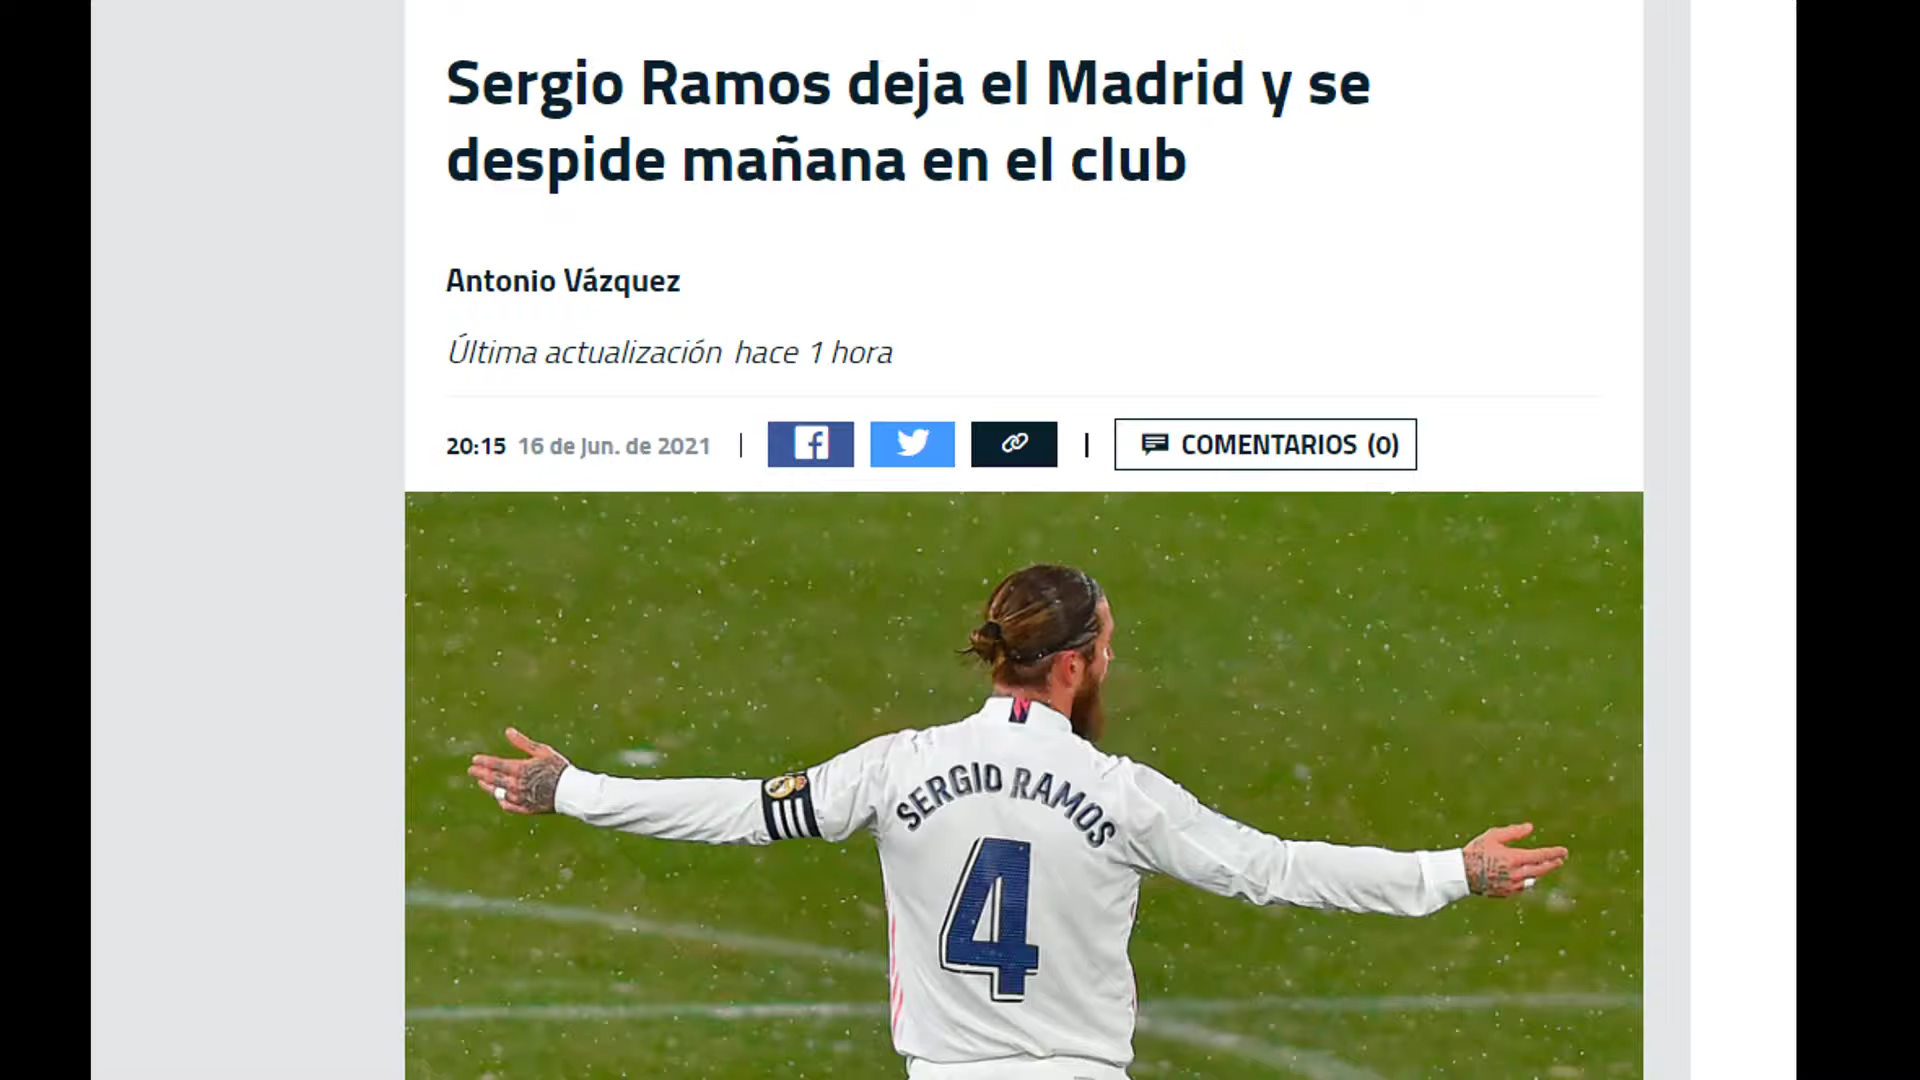 Sergio Ramos deja el Madrid y se
despide mañana en el club
Antonio Vázquez
Última actualización hace 1 hora
20:15 16 de Jun. de 2021 | | COMENTARIOS (0)
SERGIO RAMOS
4